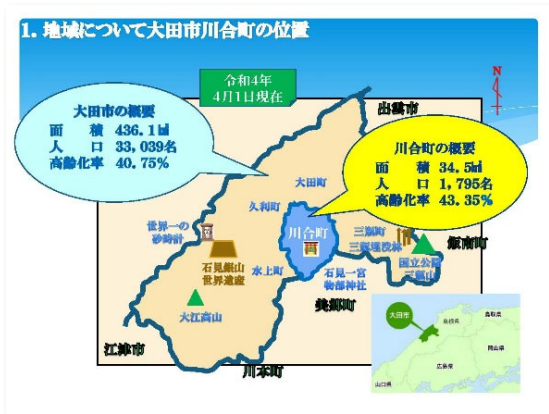 1. 地域について大田市川合町の位置
令和4年
4月1日現在
N
大田市の概要
面 積 436.1㎢
人 口 33,039名
高齢化率 40.75%
川合町の概要
面 積 34.5㎢
人 口 1,795名
高齢化率 43.35%
出雲市
大田町
久利町
世界一の
砂時計
川合町
三瓶町
三瓶埋没林
飯南町
国立公園
三瓶山
石見銀山
世界遺産
水上町
石見一宮
物部神社
美郷町
大江高山
江津市
川本町
大田市
島根県
鳥取県
岡山県
広島県
山口県